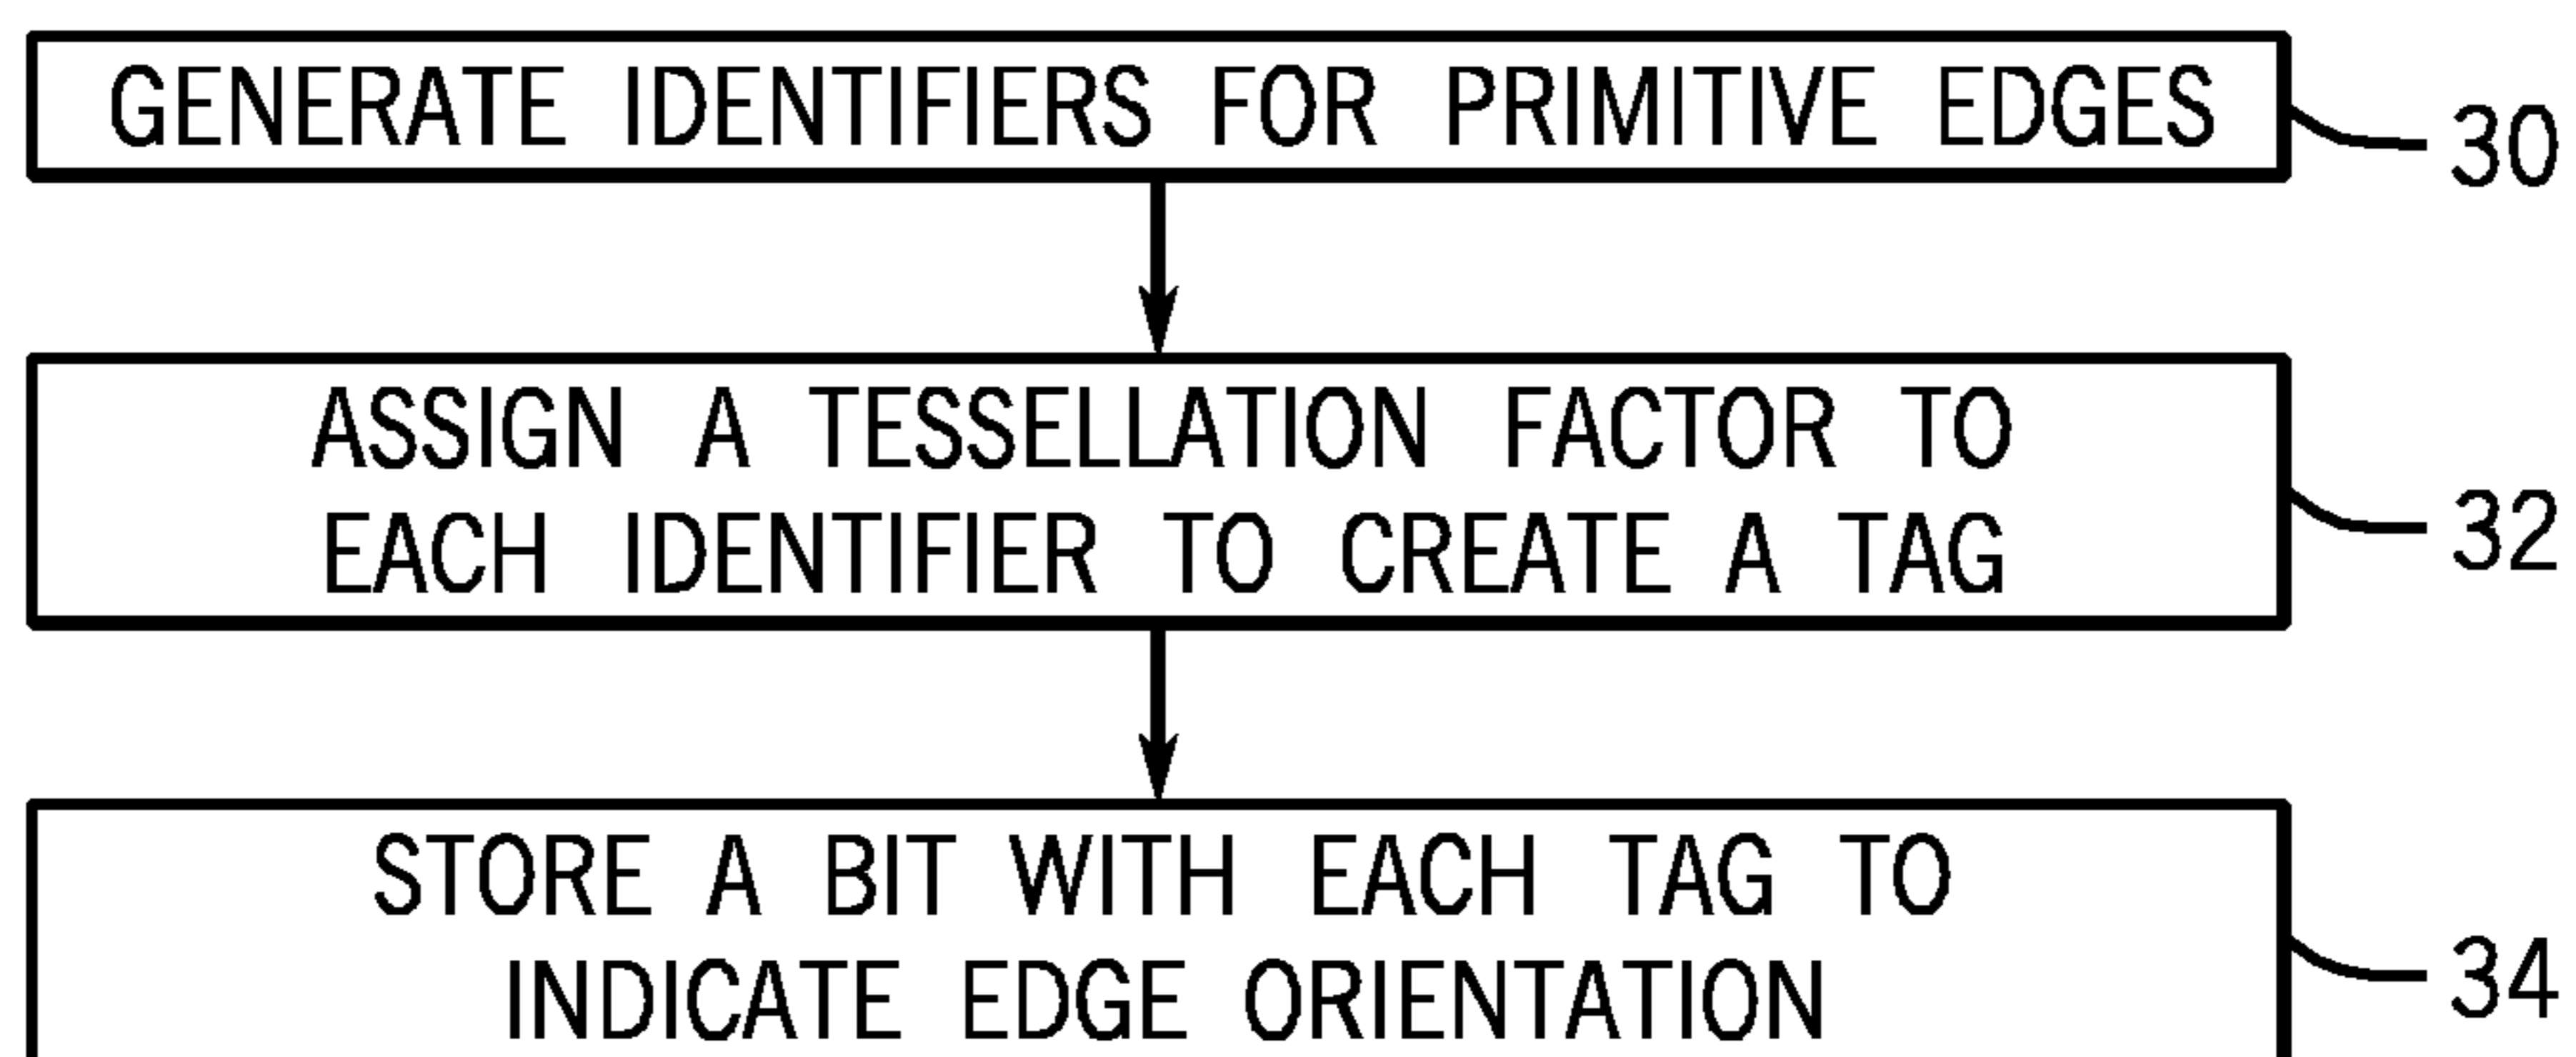 GENERATE IDENTIFIERS FOR PRIMITIVE EDGES
30
ASSIGN A TESSELLATION FACTOR TO
EACH IDENTIFIER TO CREATE A TAG
32
STORE A BIT WITH EACH TAG TO
INDICATE EDGE ORIENTATION
34